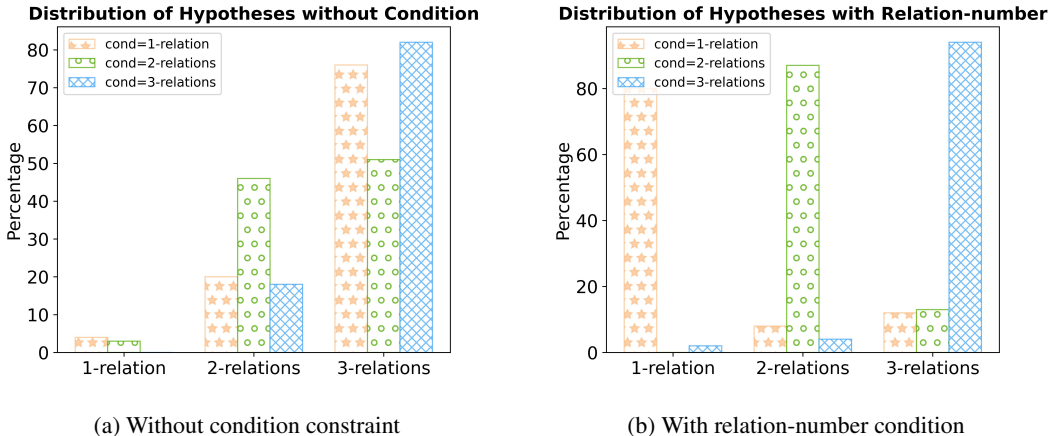 Distribution of Hypotheses without Condition
cond=1-relation
cond=2-relations
cond=3-relations
Percentage
80
70
60
50
40
30
20
10
0
1-relation
2-relations
3-relations
(a) Without condition constraint
Distribution of Hypotheses with Relation-number
cond=1-relation
cond=2-relations
cond=3-relations
Percentage
80
60
40
20
0
1-relation
2-relations
3-relations
(b) With relation-number condition